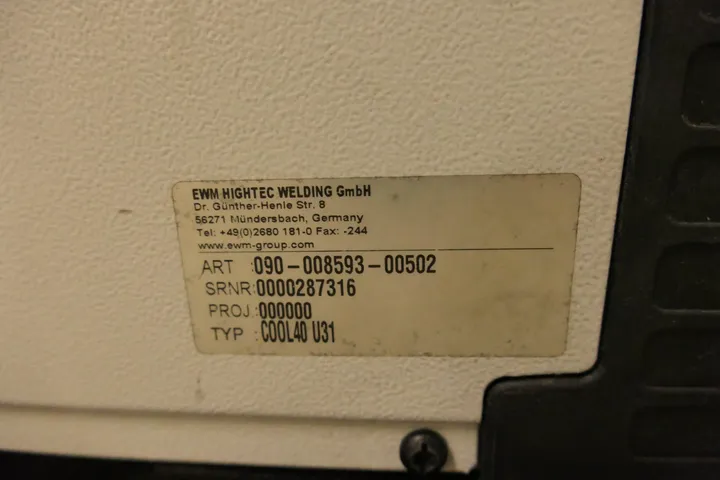 EWM HIGHTEC WELDING GmbH
Dr. Günther-Henle Str. 8
56271 Mündersbach, Germany
Tel: +49(0)2680 181-0 Fax: -244
www.ewm-group.com
ART :090-008593-00502
SRNR:0000287316
PROJ.:000000
TYP :COOL40 U31